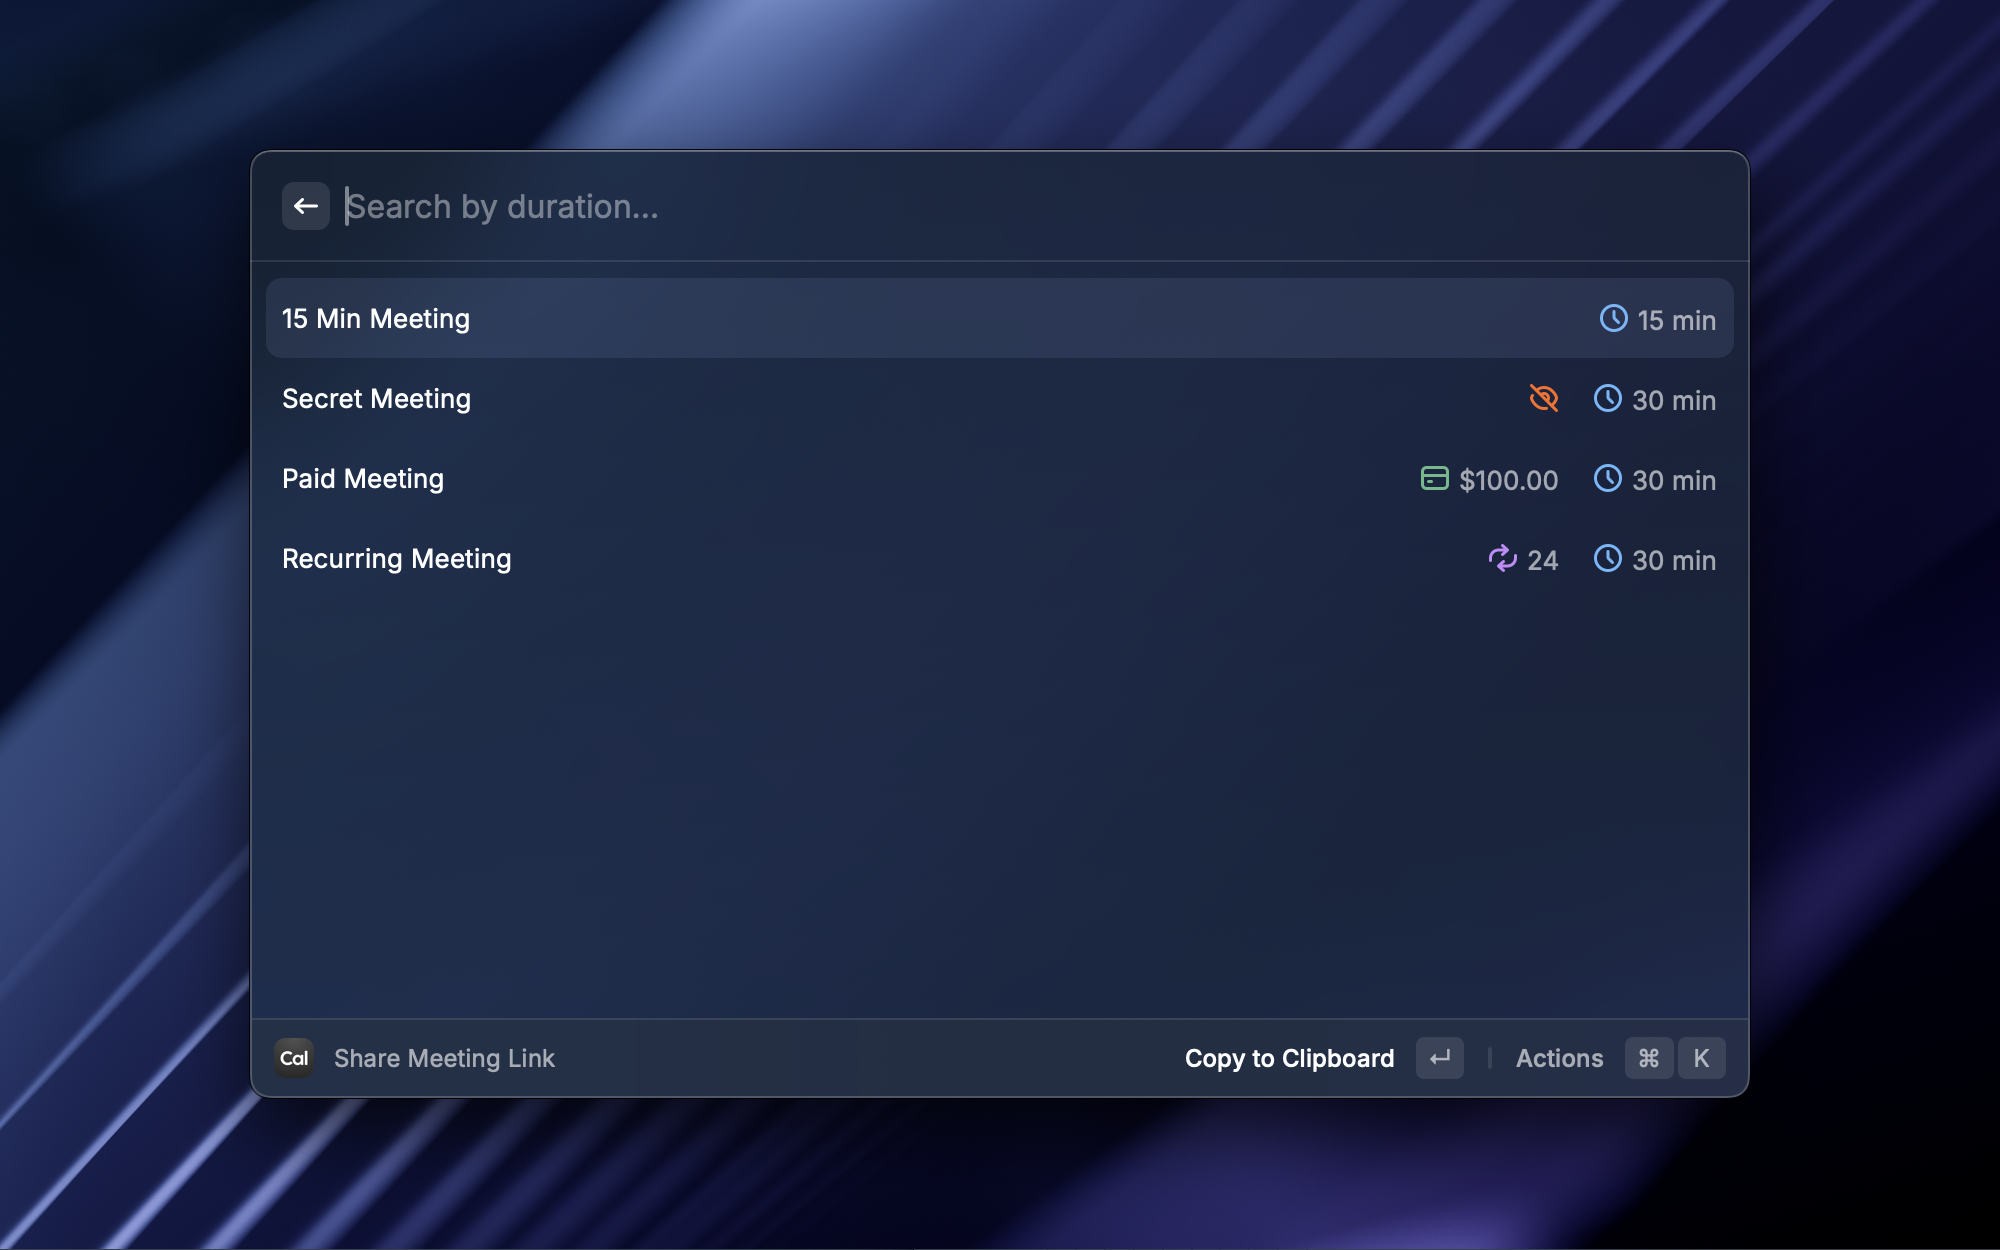 Search by duration...
15 Min Meeting 15 min
Secret Meeting 30 min
Paid Meeting $100.00 30 min
Recurring Meeting 24 30 min
Cal Share Meeting Link Copy to Clipboard ↵ Actions ⌘ K